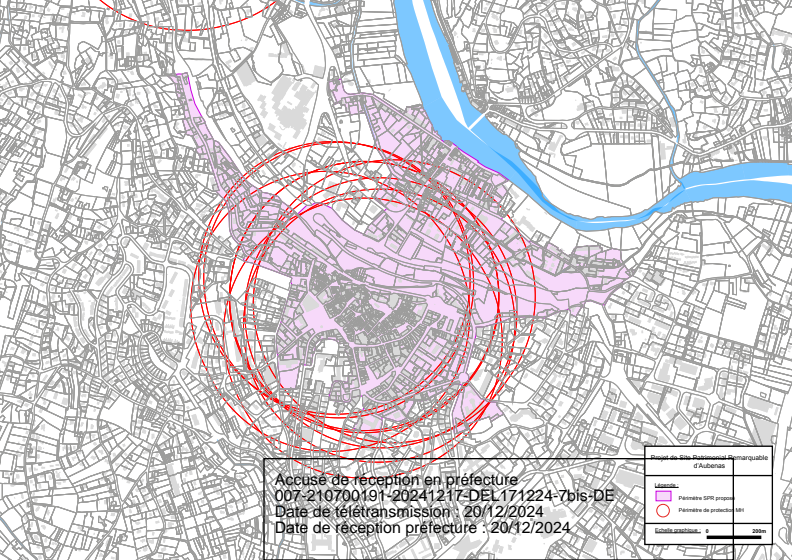 Accusé de réception en préfecture
007-210700191-20241217-DEL171224-7bis-DE
Date de télétransmission : 20/12/2024
Date de réception préfecture : 20/12/2024
Projet de Site Patrimonial Remarquable
d'Aubenas
Légende :
Périmètre SPR proposé
Périmètre de protection MH
Echelle graphique : 0 200m